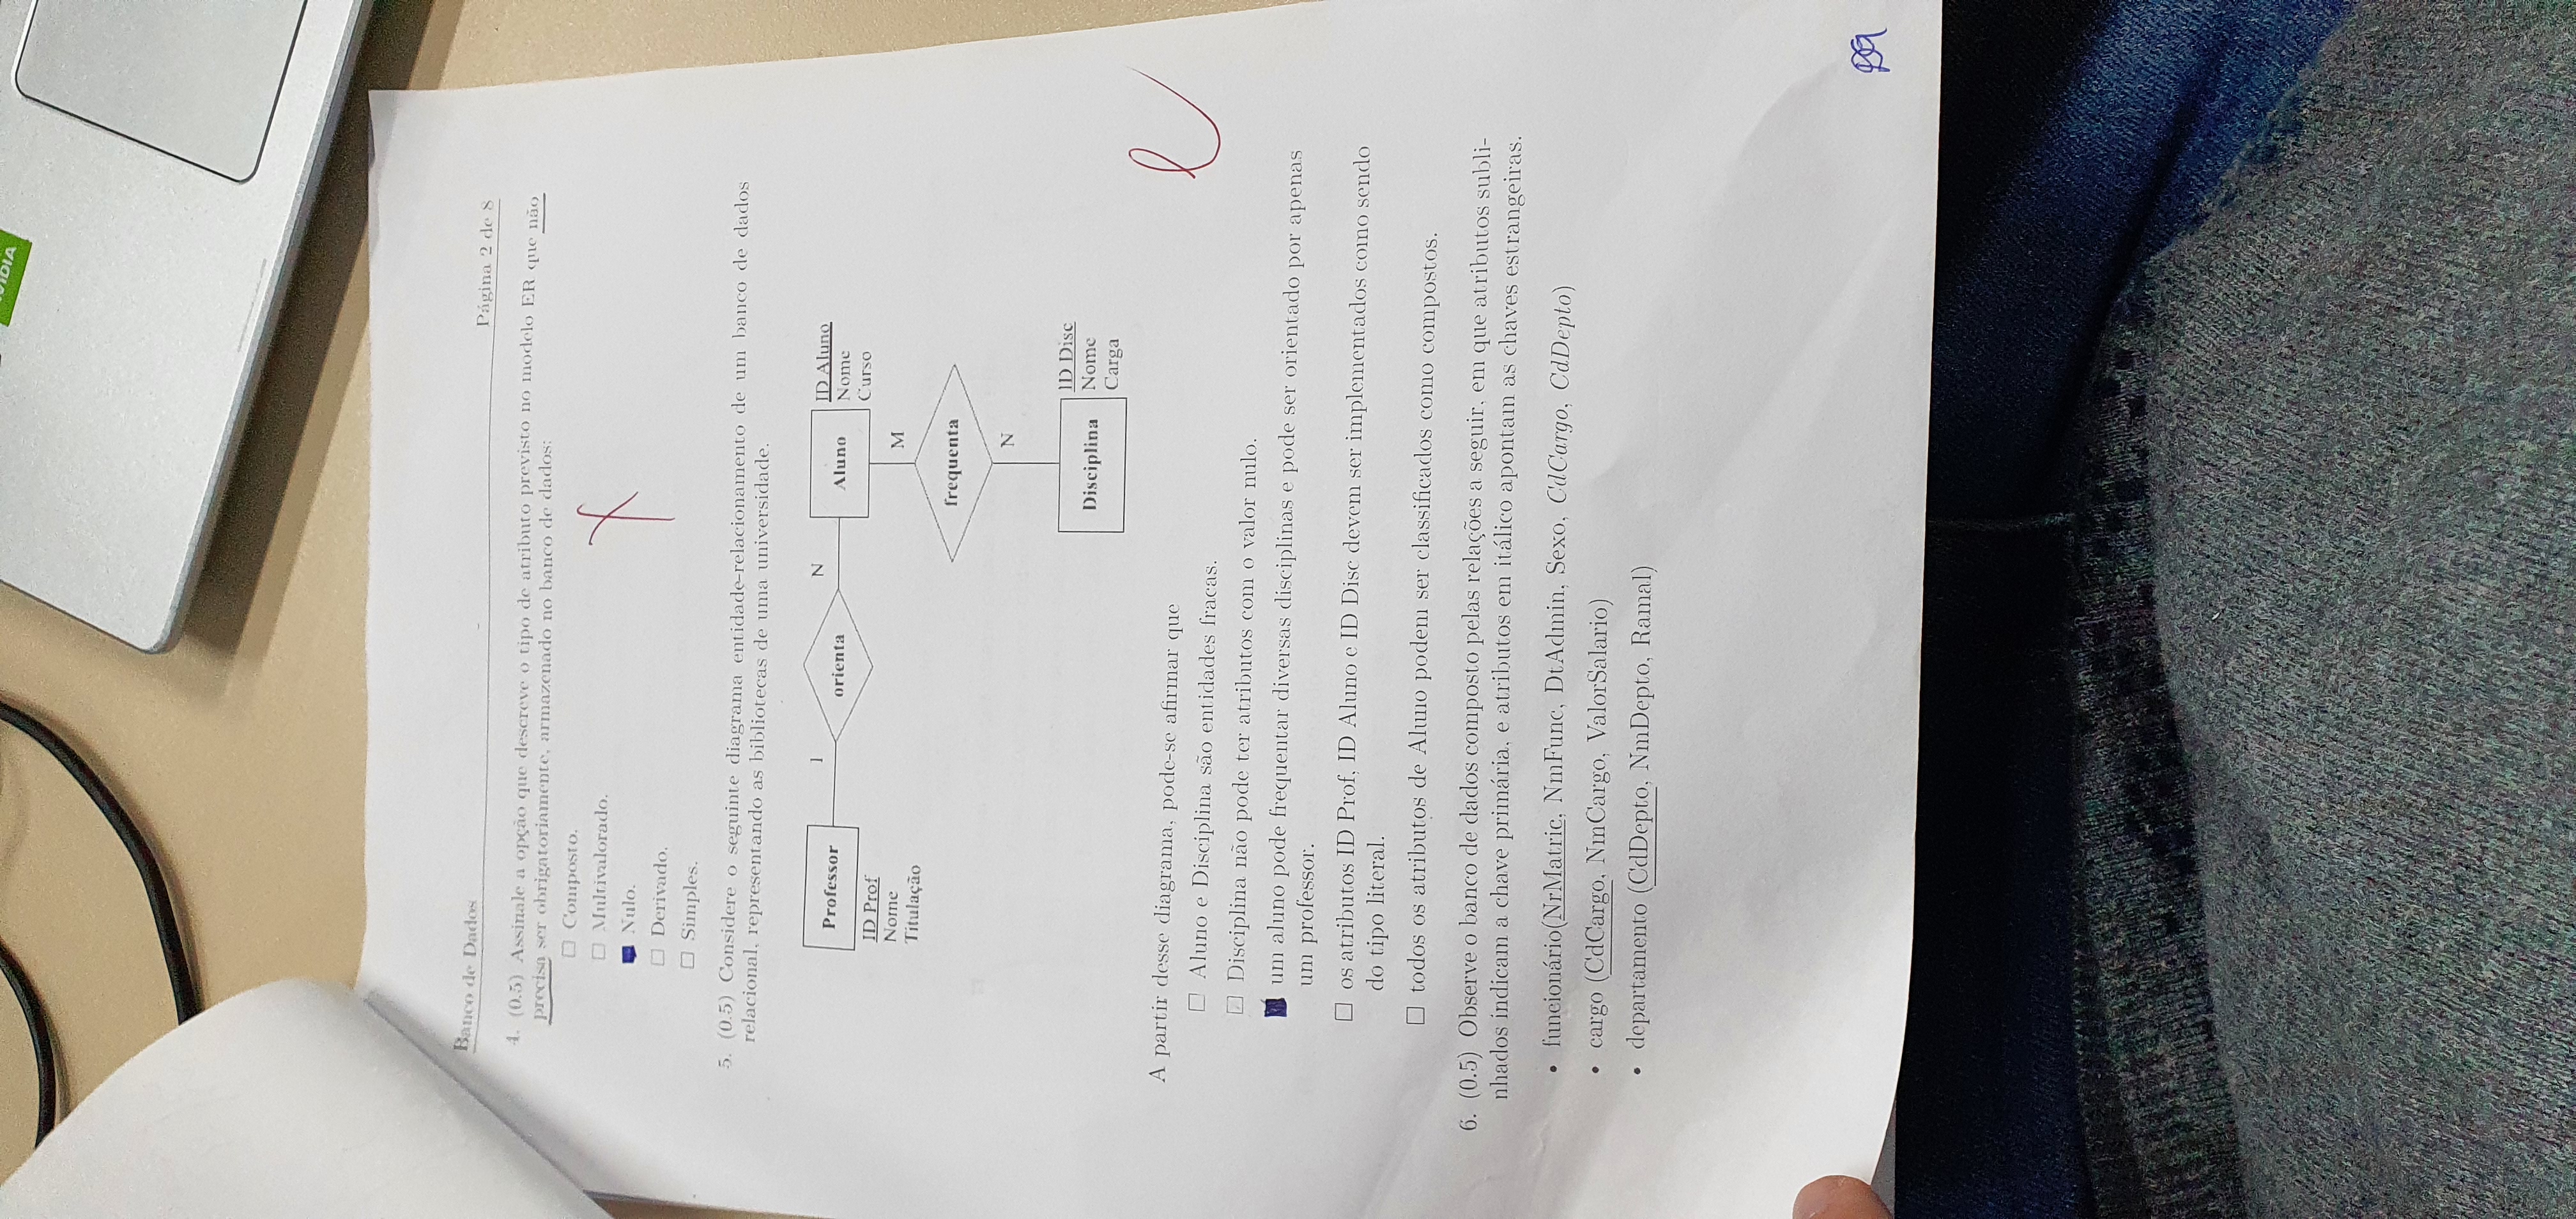 Banco de Dados
Página 2 de 8
4. (0.5) Assinale a opção que descreve o tipo de atributo previsto no modelo ER que não
precisa ser obrigatoriamente, armazenado no banco de dados:
Composto.
Multivalorado.
Nulo.
Derivado.
Simples.
5. (0.5) Considere o seguinte diagrama entidade-relacionamento de um banco de dados
relacional, representando as bibliotecas de uma universidade.
Professor
1
orienta
N
Aluno
ID Aluno
Nome
Curso
ID Prof
Nome
Titulação
M
frequenta
N
Disciplina
ID Disc
Nome
Carga
A partir desse diagrama, pode-se afirmar que
Aluno e Disciplina são entidades fracas.
Disciplina não pode ter atributos com o valor nulo.
um aluno pode frequentar diversas disciplinas e pode ser orientado por apenas
um professor.
os atributos ID Prof, ID Aluno e ID Disc devem ser implementados como sendo
do tipo literal.
todos os atributos de Aluno podem ser classificados como compostos.
6. (0.5) Observe o banco de dados composto pelas relações a seguir, em que atributos subli-
nhados indicam a chave primária, e atributos em itálico apontam as chaves estrangeiras.
• funcionário(NrMatric, NmFunc, DtAdmin, Sexo, CdCargo, CdDepto)
• cargo (CdCargo, NmCargo, ValorSalario)
• departamento (CdDepto, NmDepto, Ramal)